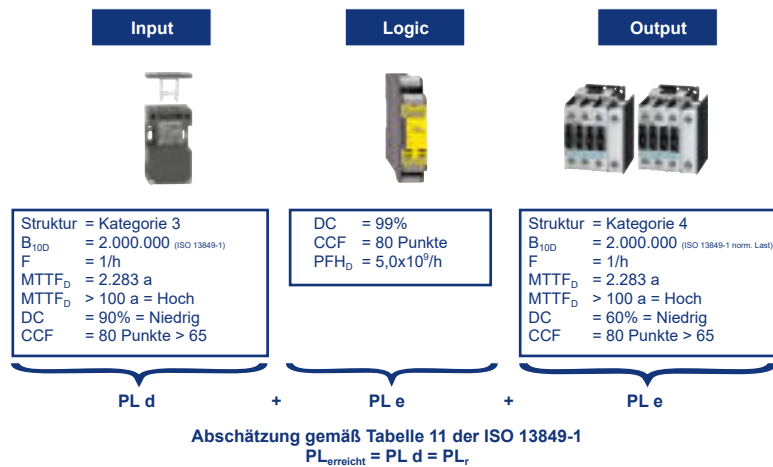 Input
Logic
Output
Struktur = Kategorie 3
B10D = 2.000.000 (ISO 13849-1)
F = 1/h
MTTFD = 2.283 a
MTTFD > 100 a = Hoch
DC = 90% = Niedrig
CCF = 80 Punkte > 65
DC = 99%
CCF = 80 Punkte
PFHD = 5,0x10⁹/h
Struktur = Kategorie 4
B10D = 2.000.000 (ISO 13849-1 norm. Last)
F = 1/h
MTTFD = 2.283 a
MTTFD > 100 a = Hoch
DC = 60% = Niedrig
CCF = 80 Punkte > 65
PL d + PL e + PL e
Abschätzung gemäß Tabelle 11 der ISO 13849-1
PLerreicht = PL d = PLr